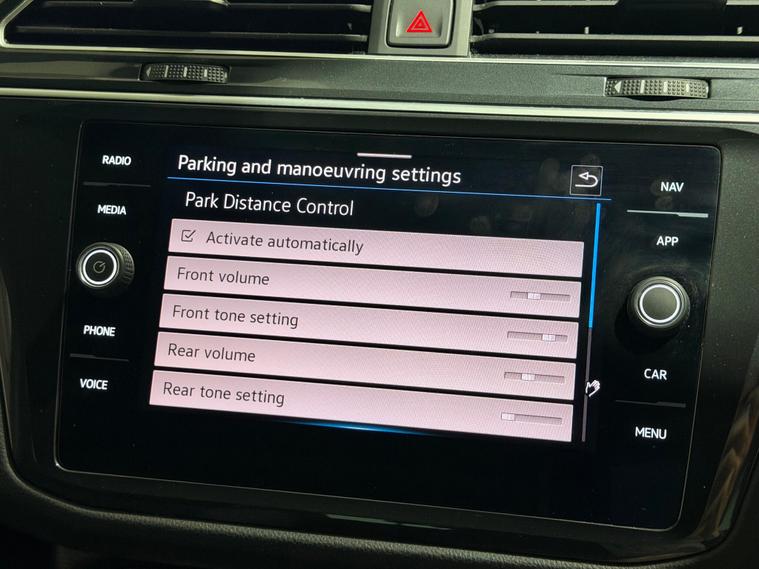 RADIO
MEDIA
PHONE
VOICE
Parking and manoeuvring settings
Park Distance Control
Activate automatically
Front volume
Front tone setting
Rear volume
Rear tone setting
NAV
APP
CAR
MENU